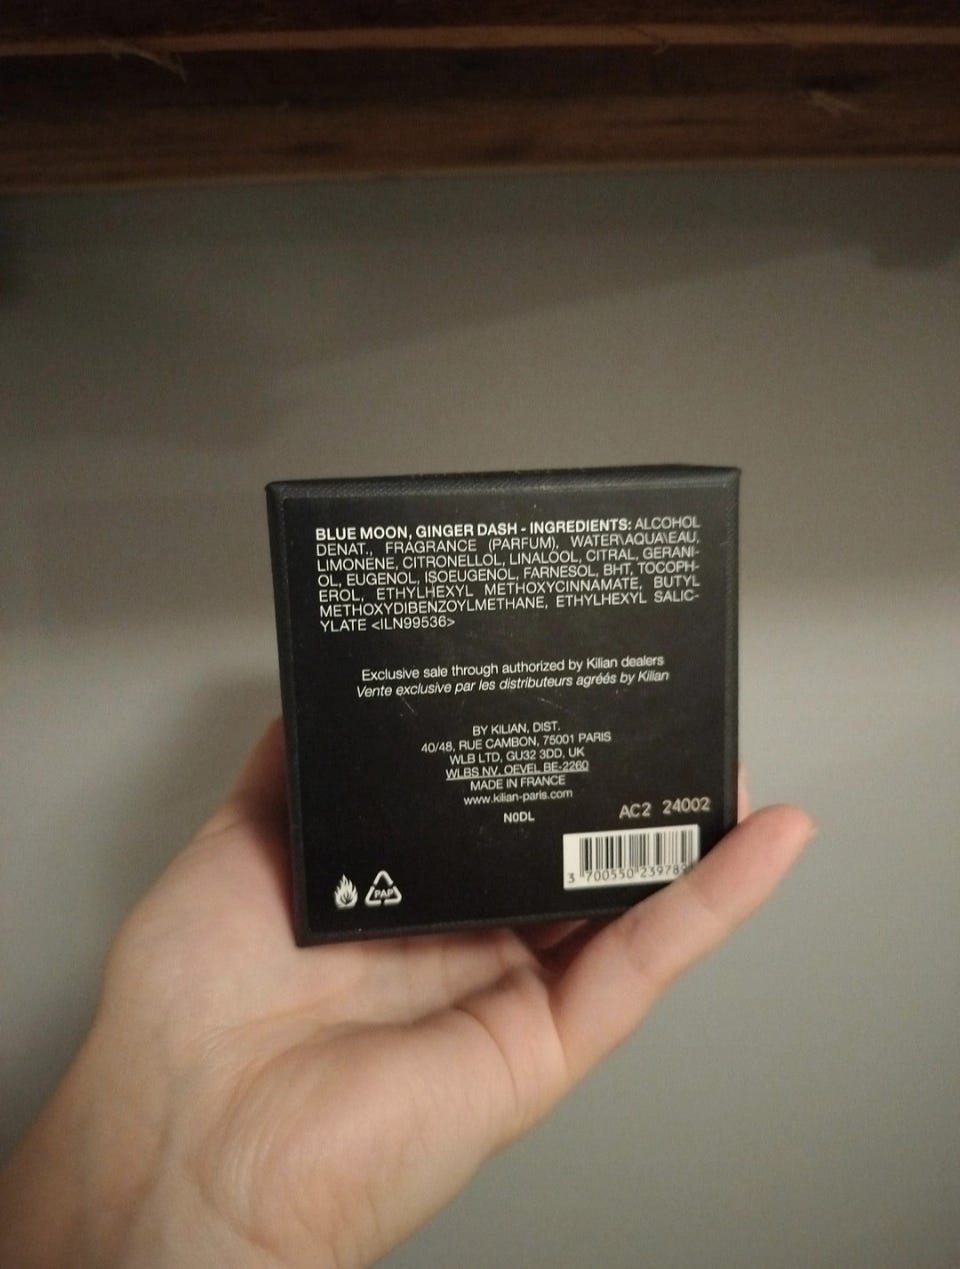 BLUE MOON, GINGER DASH - INGREDIENTS: ALCOHOL
DENAT., FRAGRANCE (PARFUM), WATER\AQUA\EAU,
LIMONENE, CITRONELLOL, LINALOOL, CITRAL, GERANI-
OL, EUGENOL, ISOEUGENOL, FARNESOL, BHT, TOCOPH-
EROL, ETHYLHEXYL METHOXYCINNAMATE, BUTYL
METHOXYDIBENZOYLMETHANE, ETHYLHEXYL SALIC-
YLATE <ILN99536>
Exclusive sale through authorized by Kilian dealers
Vente exclusive par les distributeurs agréés by Kilian
BY KILIAN, DIST.
40/48, RUE CAMBON, 75001 PARIS
WLB LTD, GU32 3DD, UK
WLBS NV, OEVEL BE-2260
MADE IN FRANCE
www.kilian-paris.com
N0DL
AC2 24002
3 700550 239789
PAP